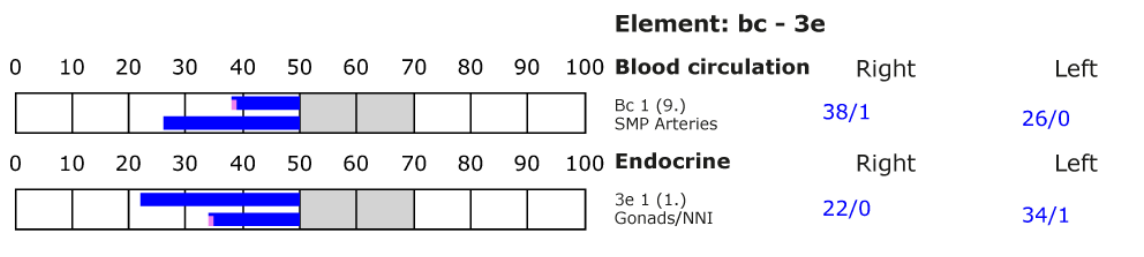 Element: bc - 3e
0 10 20 30 40 50 60 70 80 90 100 Blood circulation Right Left
Bc 1 (9.)
SMP Arteries
38/1 26/0
0 10 20 30 40 50 60 70 80 90 100 Endocrine Right Left
3e 1 (1.)
Gonads/NNI
22/0 34/1